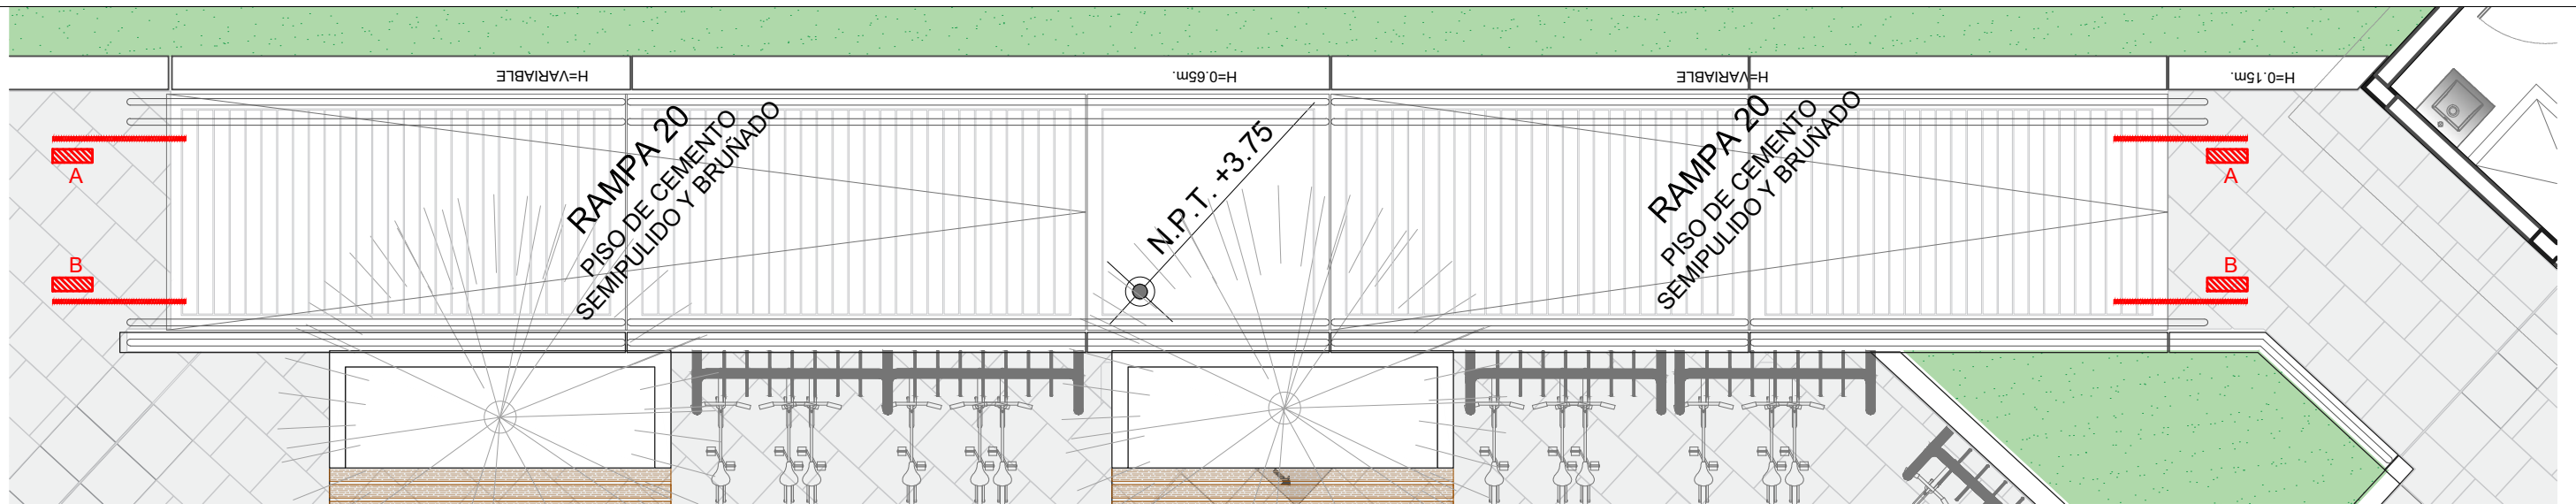 H=VARIABLE
H=0.65m.
H=VARIABLE
H=0.15m.
A
B
RAMPA 20
PISO DE CEMENTO
SEMIPULIDO Y BRUÑADO
N.P.T. +3.75
RAMPA 20
PISO DE CEMENTO
SEMIPULIDO Y BRUÑADO
A
B